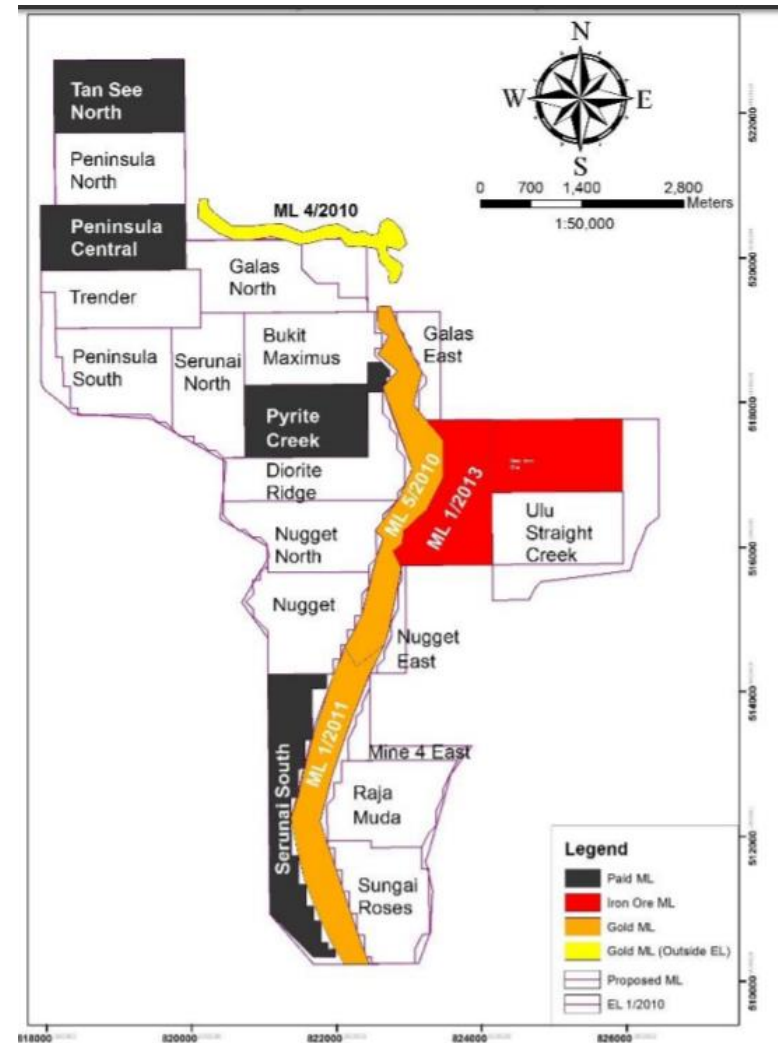 N
W
E
S
0 700 1,400 2,800
Meters
1:50,000
Tan See
North
Peninsula
North
ML 4/2010
Peninsula
Central
Galas
North
Trender
Bukit
Maximus
Galas
East
Peninsula
South
Serunai
North
Pyrite
Creek
Diorite
Ridge
ML 5/2010
ML 1/2013
Ulu
Straight
Creek
Nugget
North
Nugget
Nugget
East
ML 1/2011
Serunai South
Mine 4 East
Raja
Muda
Sungai
Roses
Legend
Paid ML
Iron Ore ML
Gold ML
Gold ML (Outside EL)
Proposed ML
EL 1/2010
522000
520000
518000
516000
514000
512000
510000
818000 820000 822000 824000 826000